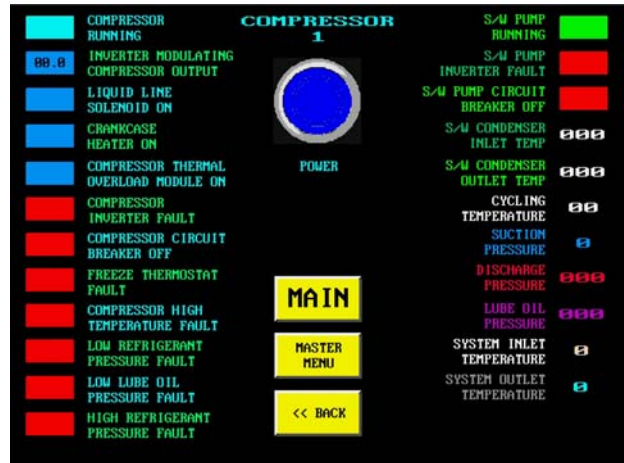 COMPRESSOR
RUNNING
00.0
INVERTER MODULATING
COMPRESSOR OUTPUT
LIQUID LINE
SOLENOID ON
CRANKCASE
HEATER ON
COMPRESSOR THERMAL
OVERLOAD MODULE ON
COMPRESSOR
INVERTER FAULT
COMPRESSOR CIRCUIT
BREAKER OFF
FREEZE THERMOSTAT
FAULT
COMPRESSOR HIGH
TEMPERATURE FAULT
LOW REFRIGERANT
PRESSURE FAULT
LOW LUBE OIL
PRESSURE FAULT
HIGH REFRIGERANT
PRESSURE FAULT
COMPRESSOR
1
POWER
MAIN
MASTER
MENU
<< BACK
S/W PUMP
RUNNING
S/W PUMP
INVERTER FAULT
S/W PUMP CIRCUIT
BREAKER OFF
S/W CONDENSER
INLET TEMP
000
S/W CONDENSER
OUTLET TEMP
000
CYCLING
TEMPERATURE
00
SUCTION
PRESSURE
0
DISCHARGE
PRESSURE
000
LUBE OIL
PRESSURE
000
SYSTEM INLET
TEMPERATURE
0
SYSTEM OUTLET
TEMPERATURE
0